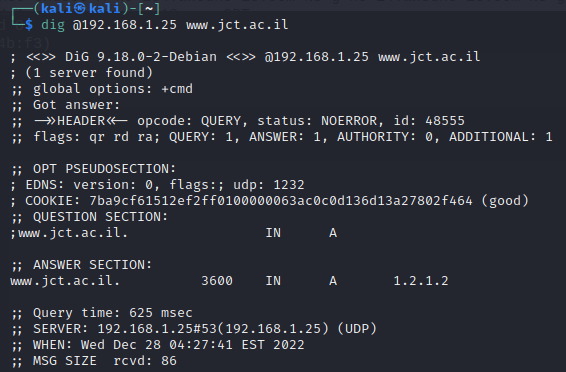 ┌──(kali㉿kali)-[~]
└─$ dig @192.168.1.25 www.jct.ac.il

; <<>> DiG 9.18.0-2-Debian <<>> @192.168.1.25 www.jct.ac.il
; (1 server found)
;; global options: +cmd
;; Got answer:
;; ->>HEADER<<- opcode: QUERY, status: NOERROR, id: 48555
;; flags: qr rd ra; QUERY: 1, ANSWER: 1, AUTHORITY: 0, ADDITIONAL: 1

;; OPT PSEUDOSECTION:
; EDNS: version: 0, flags:; udp: 1232
; COOKIE: 7ba9cf61512ef2ff0100000063ac0c0d136d13a27802f464 (good)
;; QUESTION SECTION:
;www.jct.ac.il. IN A

;; ANSWER SECTION:
www.jct.ac.il. 3600 IN A 1.2.1.2

;; Query time: 625 msec
;; SERVER: 192.168.1.25#53(192.168.1.25) (UDP)
;; WHEN: Wed Dec 28 04:27:41 EST 2022
;; MSG SIZE rcvd: 86